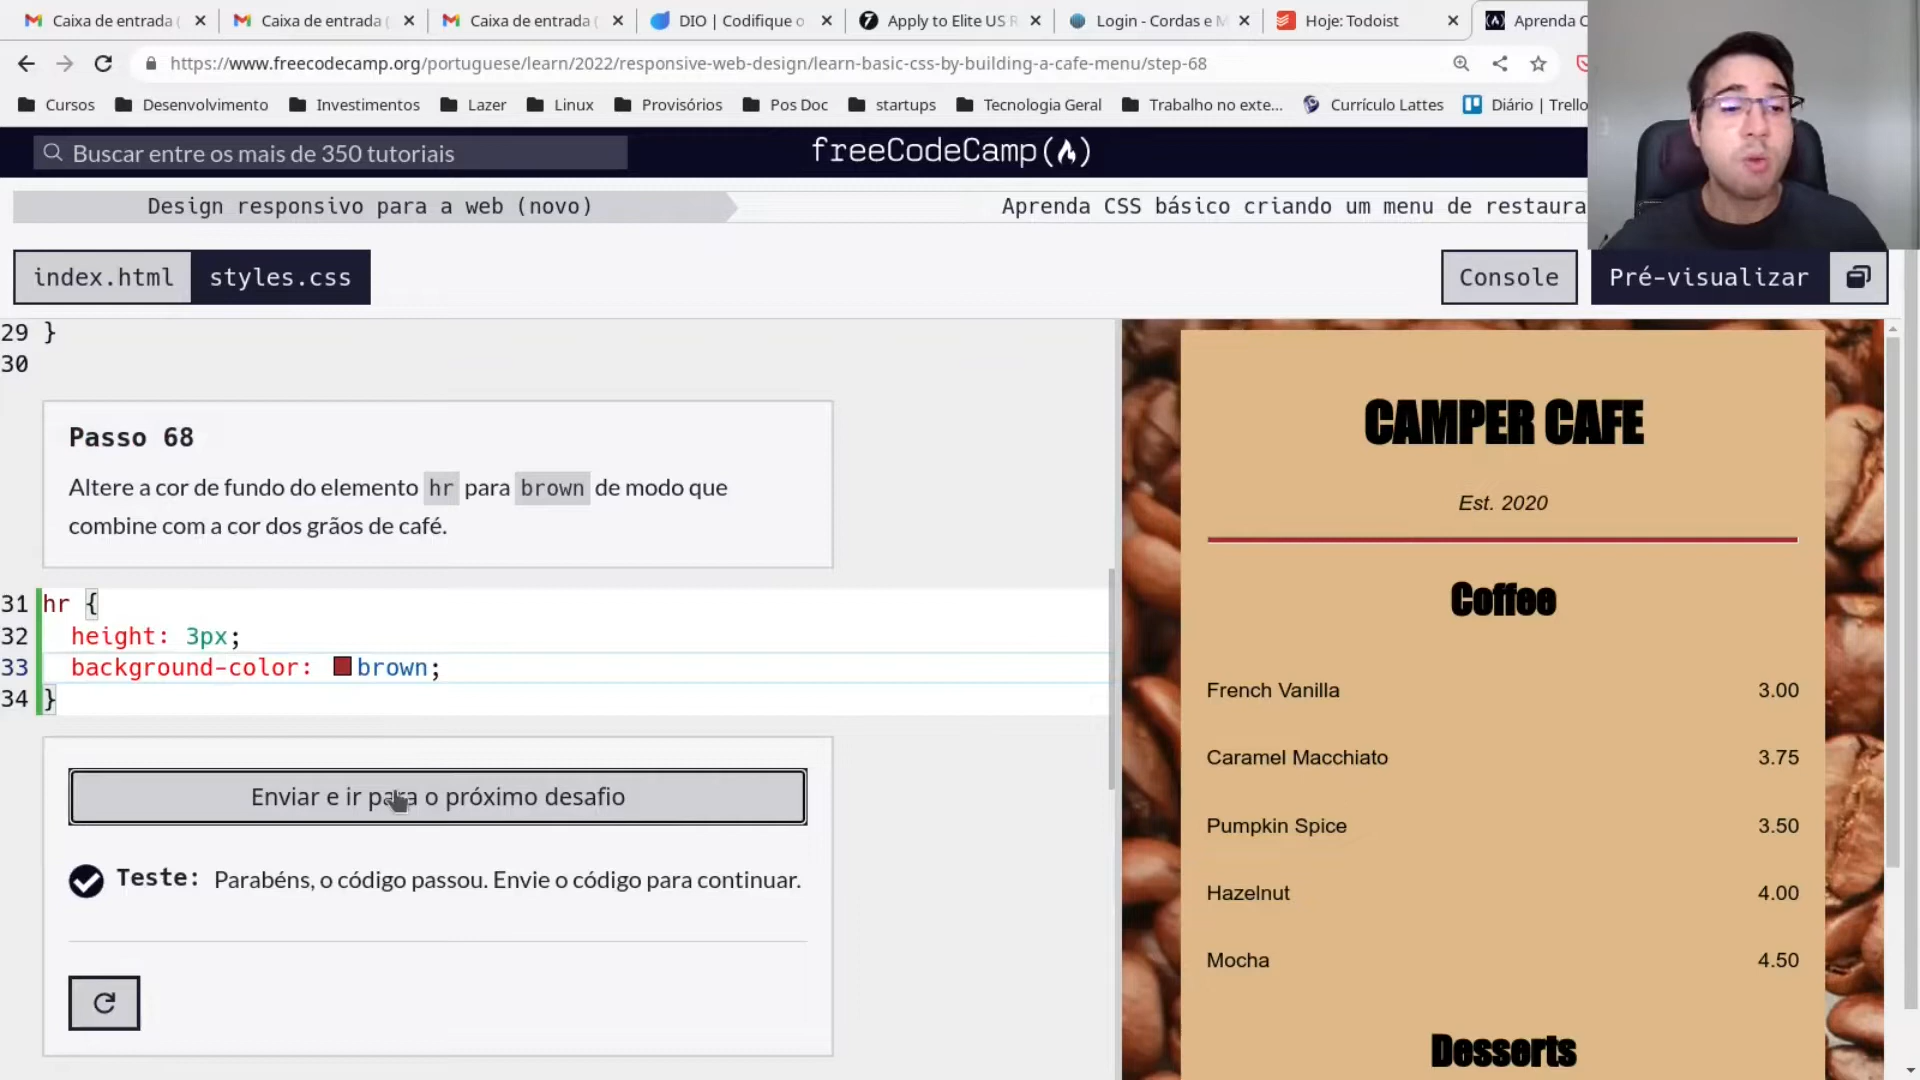 Caixa de entrada (
Caixa de entrada (
Caixa de entrada (
DIO | Codifique o
Apply to Elite US R
Login - Cordas e M
Hoje: Todoist
Aprenda C
https://www.freecodecamp.org/portuguese/learn/2022/responsive-web-design/learn-basic-css-by-building-a-cafe-menu/step-68
Cursos
Desenvolvimento
Investimentos
Lazer
Linux
Provisórios
Pos Doc
startups
Tecnologia Geral
Trabalho no exte...
Currículo Lattes
Diário | Trello
Buscar entre os mais de 350 tutoriais
freeCodeCamp
Design responsivo para a web (novo)
Aprenda CSS básico criando um menu de restaura
index.html
styles.css
Console
Pré-visualizar
29 }
30
Passo 68
Altere a cor de fundo do elemento hr para brown de modo que
combine com a cor dos grãos de café.
31 hr {
32 height: 3px;
33 background-color: brown;
34 }
Enviar e ir para o próximo desafio
Teste: Parabéns, o código passou. Envie o código para continuar.
CAMPER CAFE
Est. 2020
Coffee
French Vanilla 3.00
Caramel Macchiato 3.75
Pumpkin Spice 3.50
Hazelnut 4.00
Mocha 4.50
Desserts